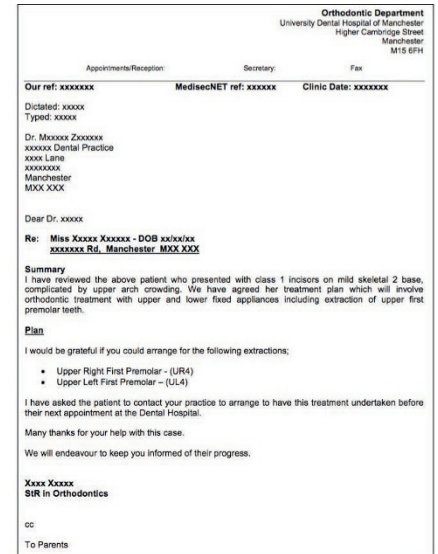 Orthodontic Department
University Dental Hospital of Manchester
Higher Cambridge Street
Manchester
M15 6FH
Appointments/Reception: Secretary: Fax
Our ref: xxxxxxx MedisecNET ref: xxxxxx Clinic Date: xxxxxxx
Dictated: xxxxx
Typed: xxxxx
Dr. Mxxxxx Zxxxxxx
xxxxxx Dental Practice
xxxx Lane
xxxxxxxx
Manchester
MXX XXX
Dear Dr. xxxxx
Re: Miss Xxxxx Xxxxxx - DOB xx/xx/xx
xxxxxxx Rd, Manchester MXX XXX
Summary
I have reviewed the above patient who presented with class 1 incisors on mild skeletal 2 base,
complicated by upper arch crowding. We have agreed her treatment plan which will involve
orthodontic treatment with upper and lower fixed appliances including extraction of upper first
premolar teeth.
Plan
I would be grateful if you could arrange for the following extractions;
• Upper Right First Premolar - (UR4)
• Upper Left First Premolar – (UL4)
I have asked the patient to contact your practice to arrange to have this treatment undertaken before
their next appointment at the Dental Hospital.
Many thanks for your help with this case.
We will endeavour to keep you informed of their progress.
Xxxx Xxxxx
StR in Orthodontics
cc
To Parents